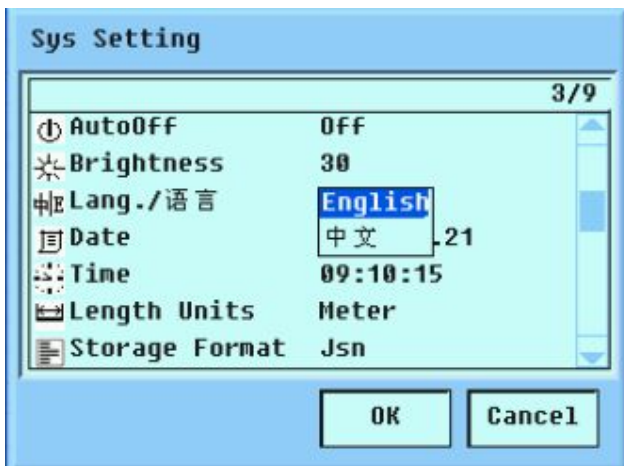 Sys Setting
3/9
AutoOff Off
Brightness 30
Lang./语言 English
中文
Date .21
Time 09:10:15
Length Units Meter
Storage Format Jsn
OK Cancel